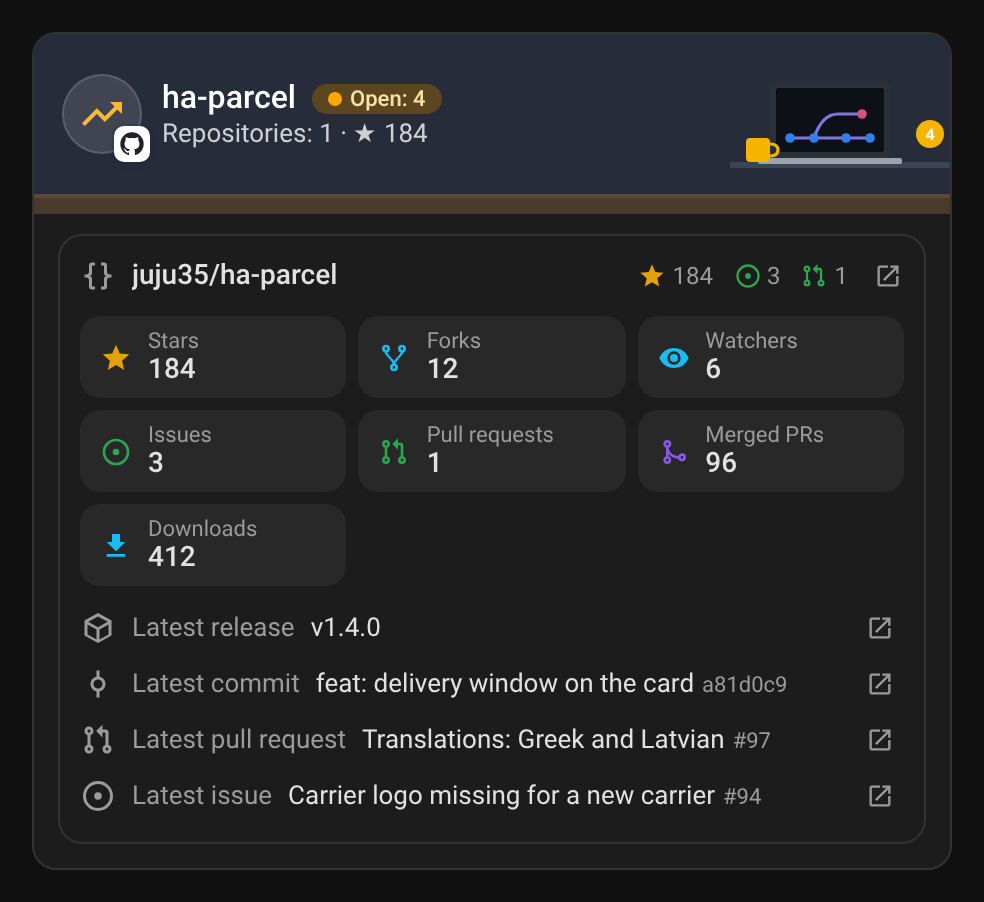 ha-parcel
Open: 4
Repositories: 1 · ★ 184
4
juju35/ha-parcel
184
3
1
Stars
184
Forks
12
Watchers
6
Issues
3
Pull requests
1
Merged PRs
96
Downloads
412
Latest release v1.4.0
Latest commit feat: delivery window on the card a81d0c9
Latest pull request Translations: Greek and Latvian #97
Latest issue Carrier logo missing for a new carrier #94